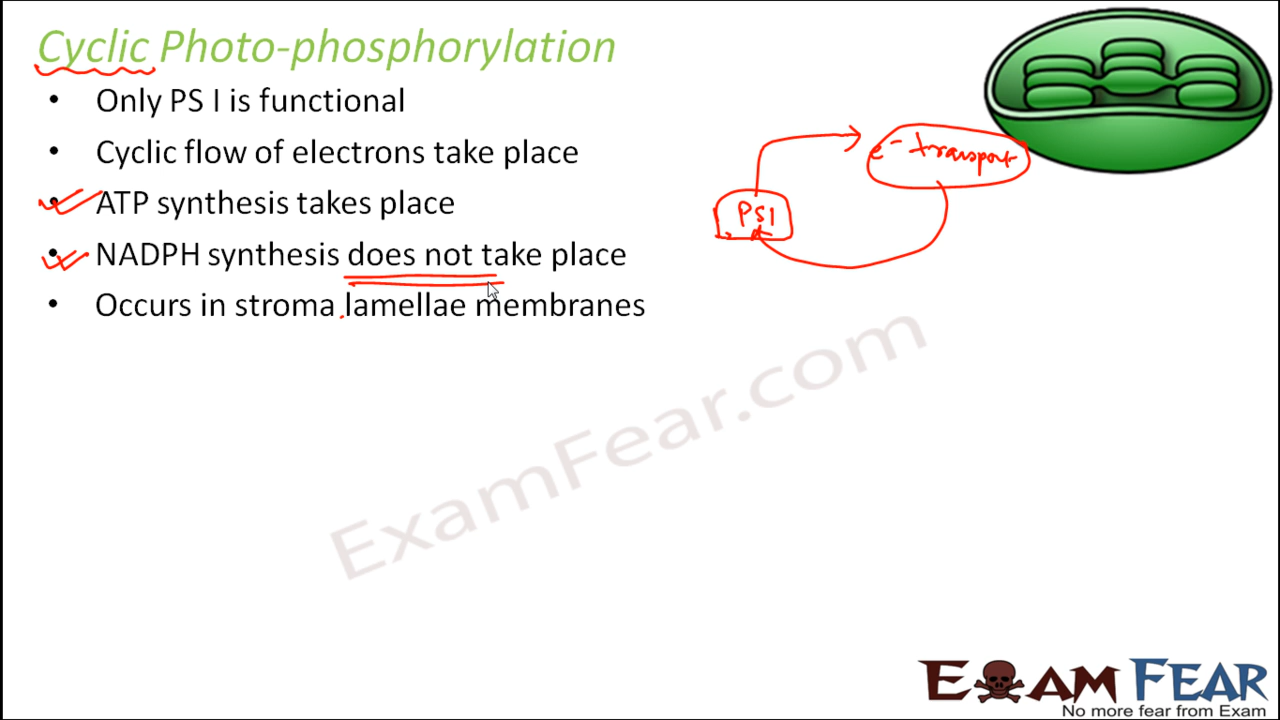 Cyclic Photo-phosphorylation
• Only PS I is functional
• Cyclic flow of electrons take place
• ATP synthesis takes place
• NADPH synthesis does not take place
• Occurs in stroma lamellae membranes
e- transport
PS1
ExamFear.com
EXAM FEAR
No more fear from Exam